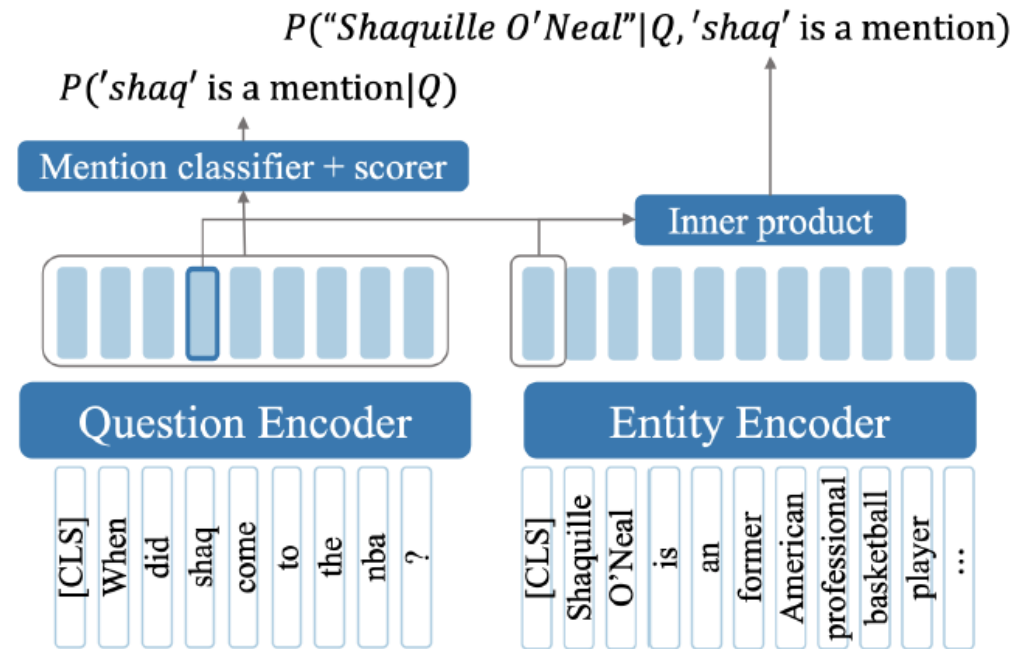 P("Shaquille O'Neal"|Q, 'shaq' is a mention)
P('shaq' is a mention|Q)
Mention classifier + scorer
Inner product
Question Encoder
Entity Encoder
[CLS] When did shaq come to the nba ?
[CLS] Shaquille O'Neal is an former American professional basketball player ...